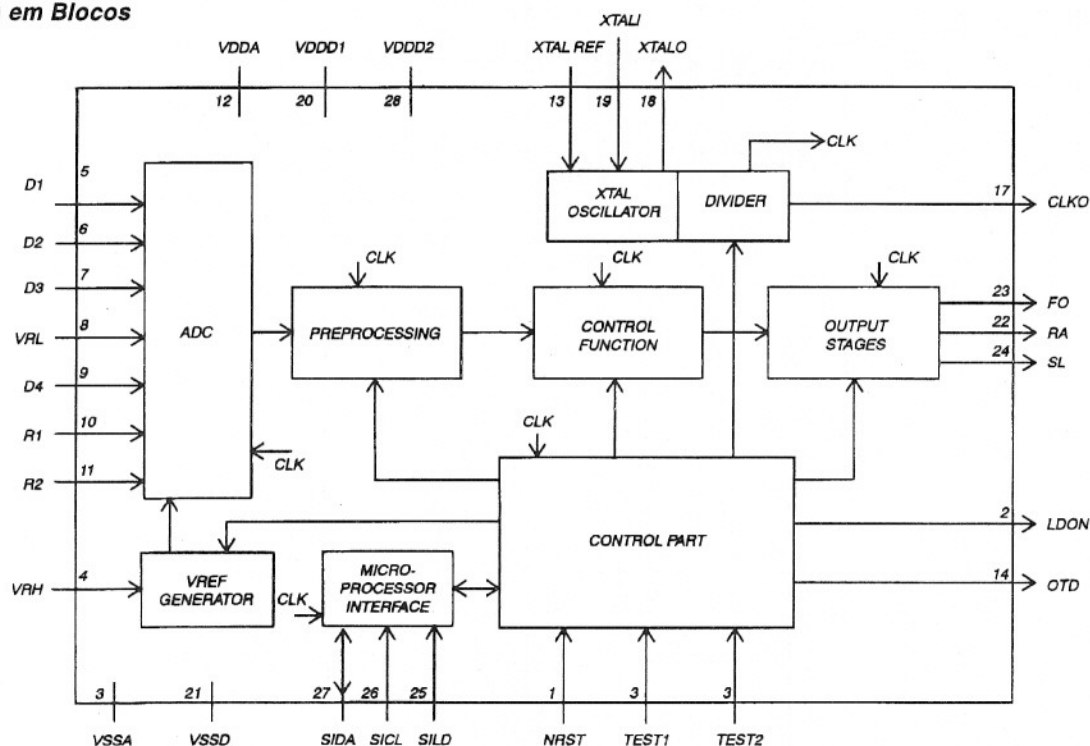 em Blocos
XTALI
VDDA VDDD1 VDDD2 XTAL REF XTALO
12 20 28 13 19 18
CLK
5
D1
XTAL OSCILLATOR
DIVIDER
17
CLKO
6
D2
7
D3
CLK
CLK
CLK
23
FO
8
VRL
ADC
PREPROCESSING
CONTROL FUNCTION
OUTPUT STAGES
22
RA
24
SL
9
D4
10
R1
CLK
CLK
11
R2
CONTROL PART
2
LDON
4
VRH
VREF GENERATOR
CLK
MICRO-PROCESSOR INTERFACE
14
OTD
3 21 27 26 25 1 3 3
VSSA VSSD SIDA SICL SILD NRST TEST1 TEST2